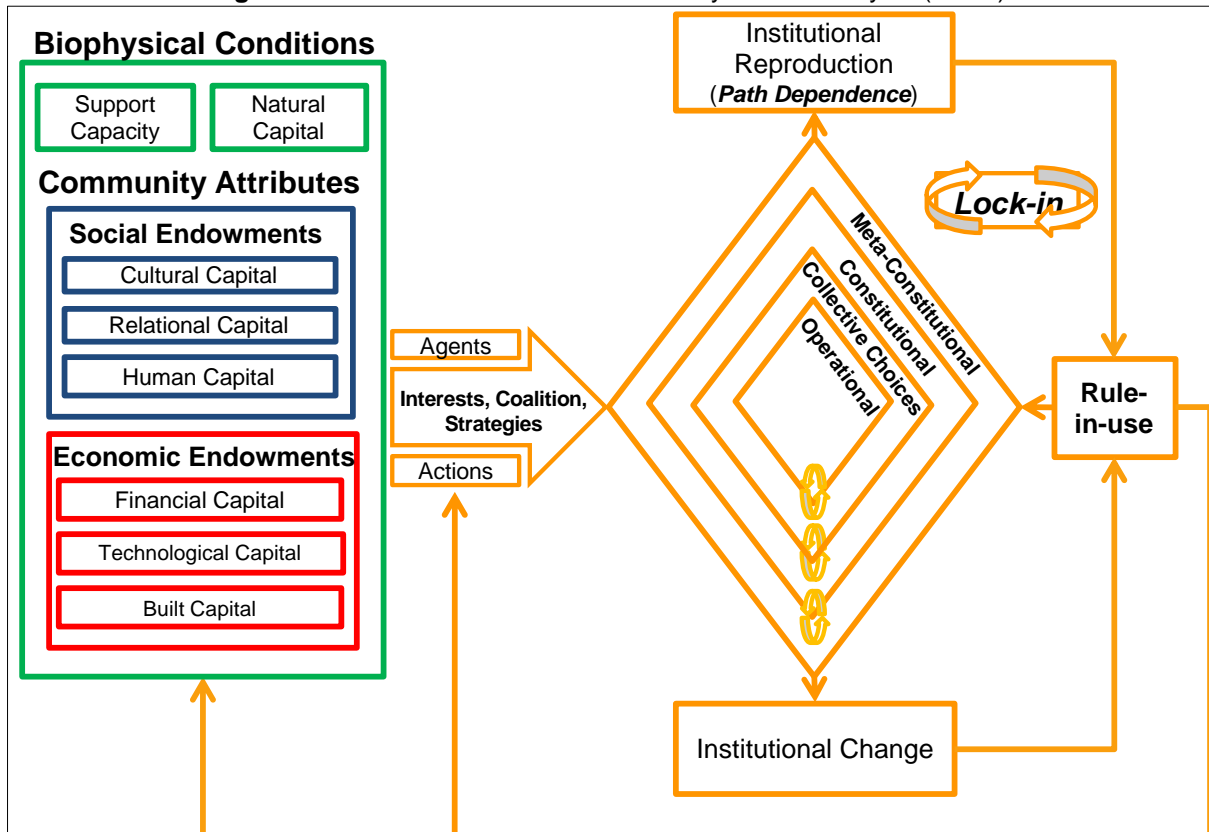 Biophysical Conditions
Support
Capacity
Natural
Capital
Community Attributes
Social Endowments
Cultural Capital
Relational Capital
Human Capital
Economic Endowments
Financial Capital
Technological Capital
Built Capital
Agents
Interests, Coalition,
Strategies
Actions
Institutional
Reproduction
(Path Dependence)
Meta-Constitutional
Constitutional
Collective Choices
Operational
Lock-in
Rule-
in-use
Institutional Change